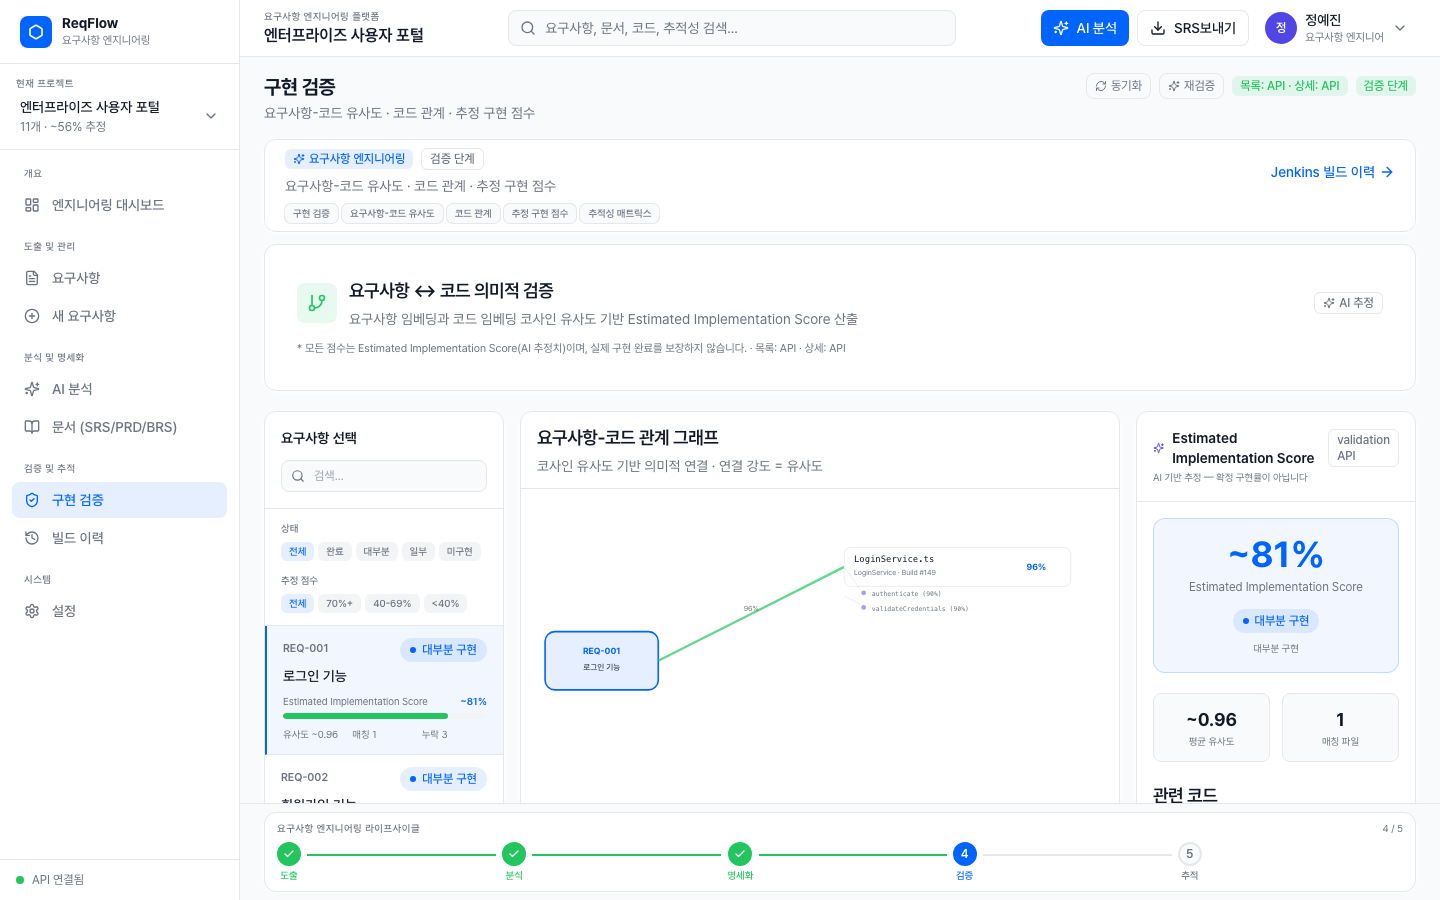 ReqFlow
요구사항 엔지니어링
현재 프로젝트
엔터프라이즈 사용자 포털
11개 · ~56% 추정
개요
엔지니어링 대시보드
도출 및 관리
요구사항
새 요구사항
분석 및 명세화
AI 분석
문서 (SRS/PRD/BRS)
검증 및 추적
구현 검증
빌드 이력
시스템
설정
API 연결됨
요구사항 엔지니어링 플랫폼
엔터프라이즈 사용자 포털
요구사항, 문서, 코드, 추적성 검색...
AI 분석
SRS보내기
정
정예진
요구사항 엔지니어
구현 검증
요구사항-코드 유사도 · 코드 관계 · 추정 구현 점수
동기화
재검증
목록: API · 상세: API
검증 단계
요구사항 엔지니어링
검증 단계
요구사항-코드 유사도 · 코드 관계 · 추정 구현 점수
구현 검증
요구사항-코드 유사도
코드 관계
추정 구현 점수
추적성 매트릭스
Jenkins 빌드 이력 →
요구사항 ↔ 코드 의미적 검증
요구사항 임베딩과 코드 임베딩 코사인 유사도 기반 Estimated Implementation Score 산출
AI 추정
* 모든 점수는 Estimated Implementation Score(AI 추정치)이며, 실제 구현 완료를 보장하지 않습니다. · 목록: API · 상세: API
요구사항 선택
검색...
상태
전체
완료
대부분
일부
미구현
추정 점수
전체
70%+
40-69%
<40%
REQ-001
대부분 구현
로그인 기능
Estimated Implementation Score
~81%
유사도 ~0.96
매칭 1
누락 3
REQ-002
대부분 구현
회원가입 기능
요구사항-코드 관계 그래프
코사인 유사도 기반 의미적 연결 · 연결 강도 = 유사도
REQ-001
로그인 기능
96%
LoginService.ts
LoginService · Build #149
96%
authenticate (90%)
validateCredentials (90%)
Estimated
Implementation Score
validation
API
AI 기반 추정 — 확정 구현률이 아닙니다
~81%
Estimated Implementation Score
대부분 구현
대부분 구현
~0.96
평균 유사도
1
매칭 파일
관련 코드
요구사항 엔지니어링 라이프사이클
4 / 5
도출
분석
명세화
4
검증
5
추적